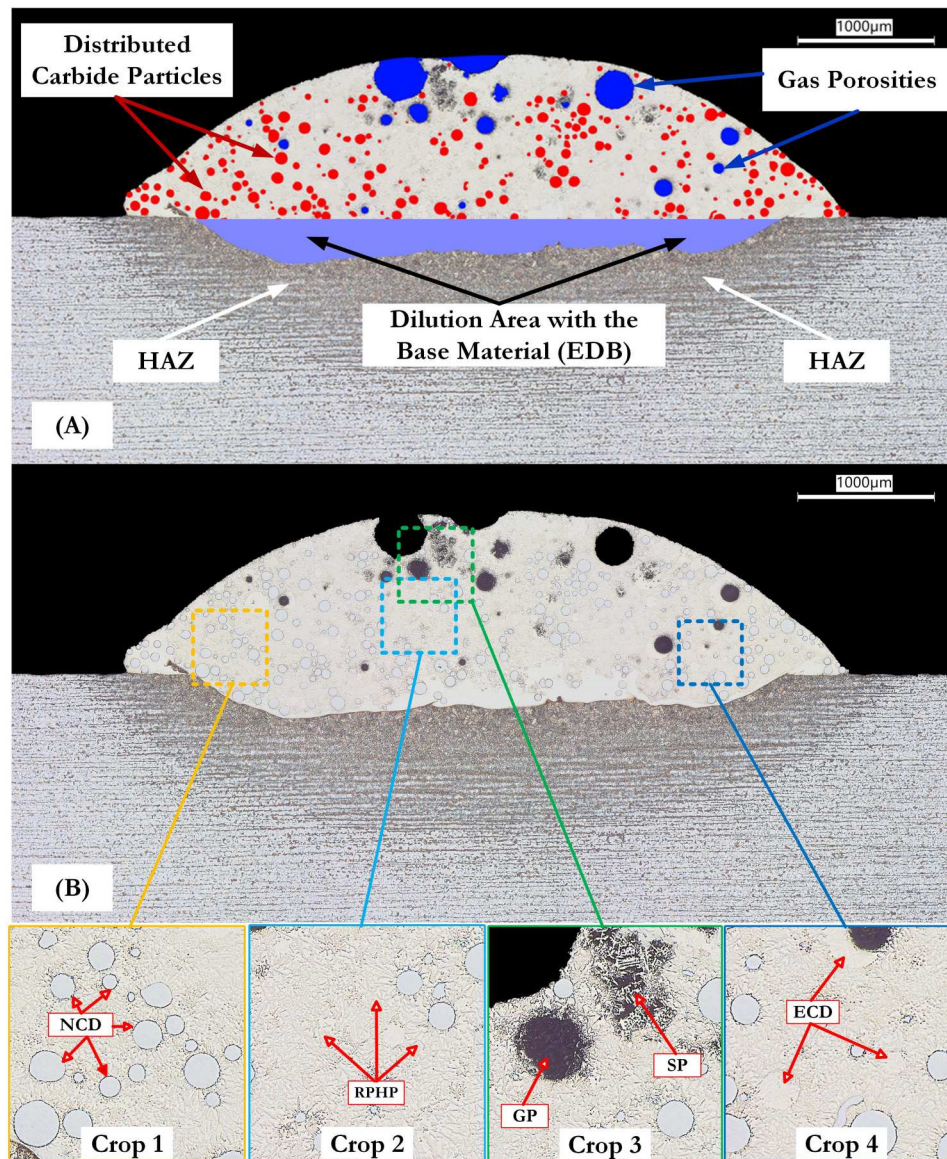 1000µm
Distributed
Carbide Particles
Gas Porosities
HAZ
Dilution Area with the
Base Material (EDB)
HAZ
(A)
1000µm
(B)
NCD
Crop 1
RPHP
Crop 2
GP
SP
Crop 3
ECD
Crop 4